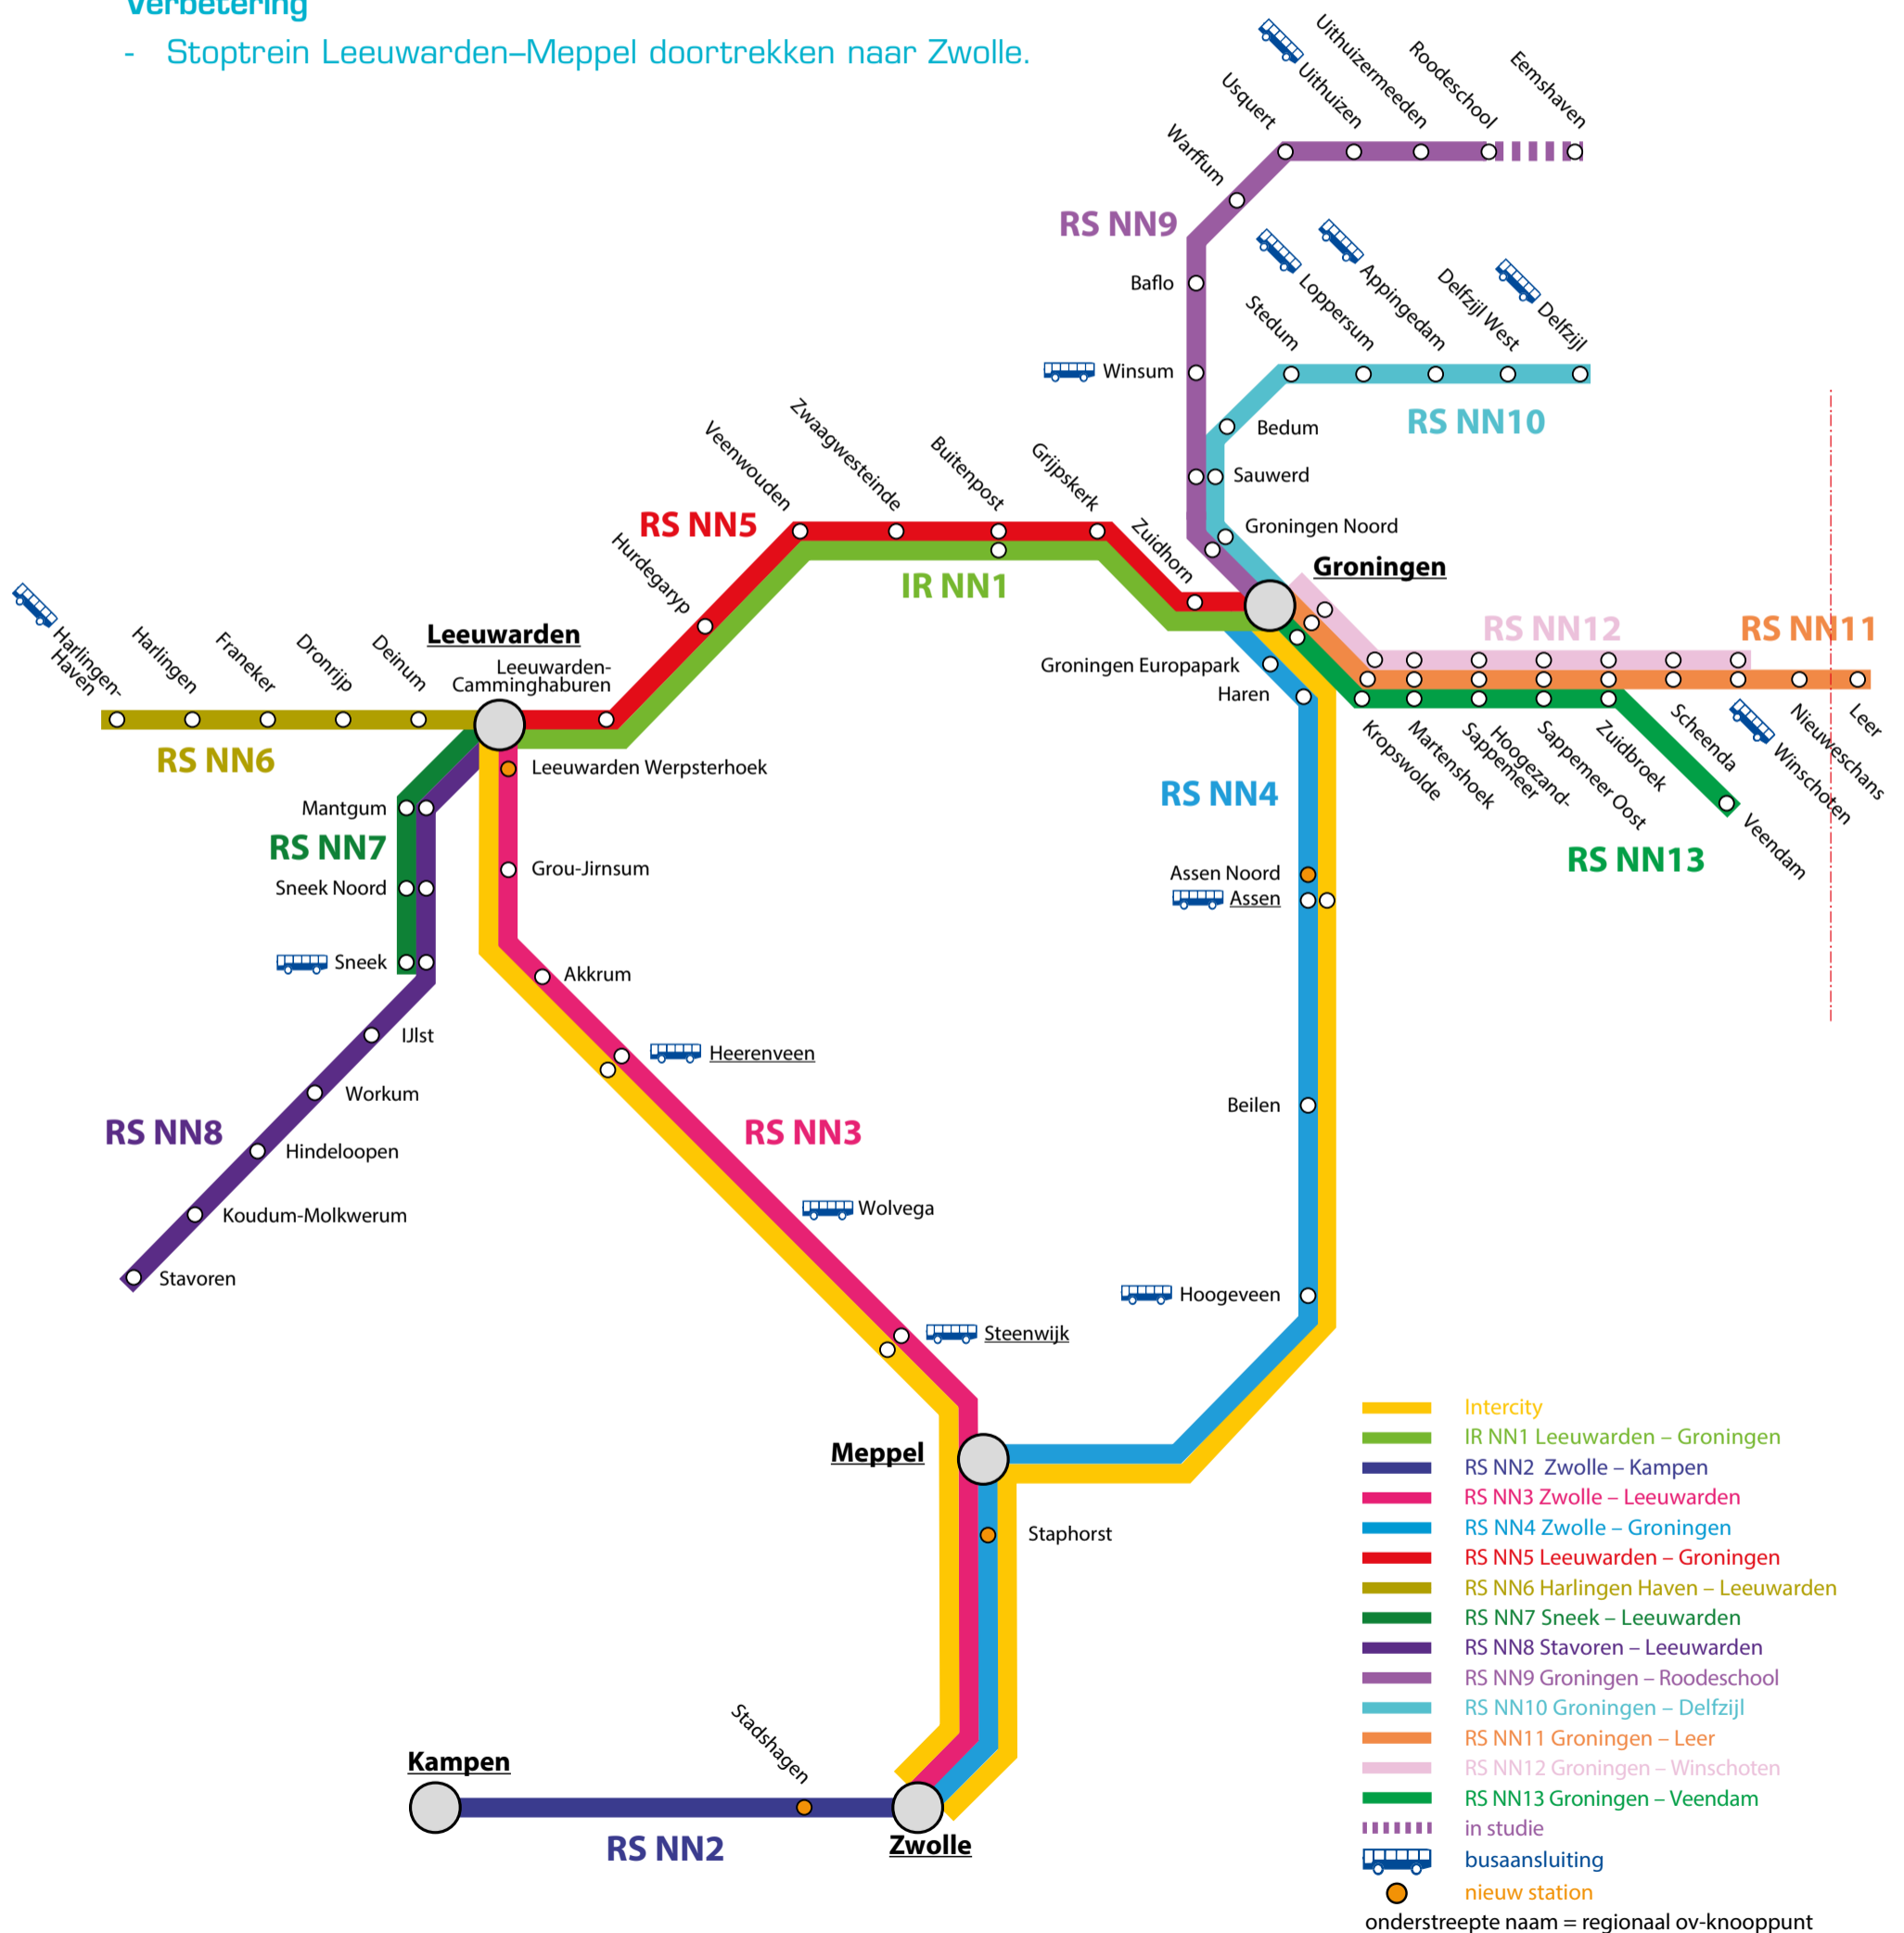 Verbetering
- Stoptrein Leeuwarden–Meppel doortrekken naar Zwolle.
Usquert
Uithuizen
Uithuizermeeden
Roodeschool
Eemshaven
Warffum
RS NN9
Baflo
Winsum
Stedum
Loppersum
Appingedam
Delfzijl West
Delfzijl
RS NN10
Bedum
Sauwerd
Groningen Noord
Groningen
Veenwouden
Zwaagwesteinde
Buitenpost
Grijpskerk
Zuidhorn
RS NN5
IR NN1
Hurdegaryp
Leeuwarden
Leeuwarden-
Camminghaburen
Harlingen-
Haven
Harlingen
Franeker
Dronrijp
Deinum
RS NN6
Groningen Europapark
Haren
RS NN12
RS NN11
Kropswolde
Martenshoek
Hoogezand-
Sappemeer
Sappemeer Oost
Zuidbroek
Scheenda
Winschoten
Nieuweschans
Leer
Veendam
RS NN13
Leeuwarden Werpsterhoek
Mantgum
RS NN7
Sneek Noord
Sneek
Grou-Jirnsum
Akkrum
Heerenveen
RS NN4
Assen Noord
Assen
IJlst
Workum
Hindeloopen
Koudum-Molkwerum
Stavoren
RS NN8
RS NN3
Wolvega
Steenwijk
Beilen
Hoogeveen
Meppel
Staphorst
Stadshagen
Kampen
RS NN2
Zwolle
Intercity
IR NN1 Leeuwarden – Groningen
RS NN2 Zwolle – Kampen
RS NN3 Zwolle – Leeuwarden
RS NN4 Zwolle – Groningen
RS NN5 Leeuwarden – Groningen
RS NN6 Harlingen Haven – Leeuwarden
RS NN7 Sneek – Leeuwarden
RS NN8 Stavoren – Leeuwarden
RS NN9 Groningen – Roodeschool
RS NN10 Groningen – Delfzijl
RS NN11 Groningen – Leer
RS NN12 Groningen – Winschoten
RS NN13 Groningen – Veendam
in studie
busaansluiting
nieuw station
onderstreepte naam = regionaal ov-knooppunt